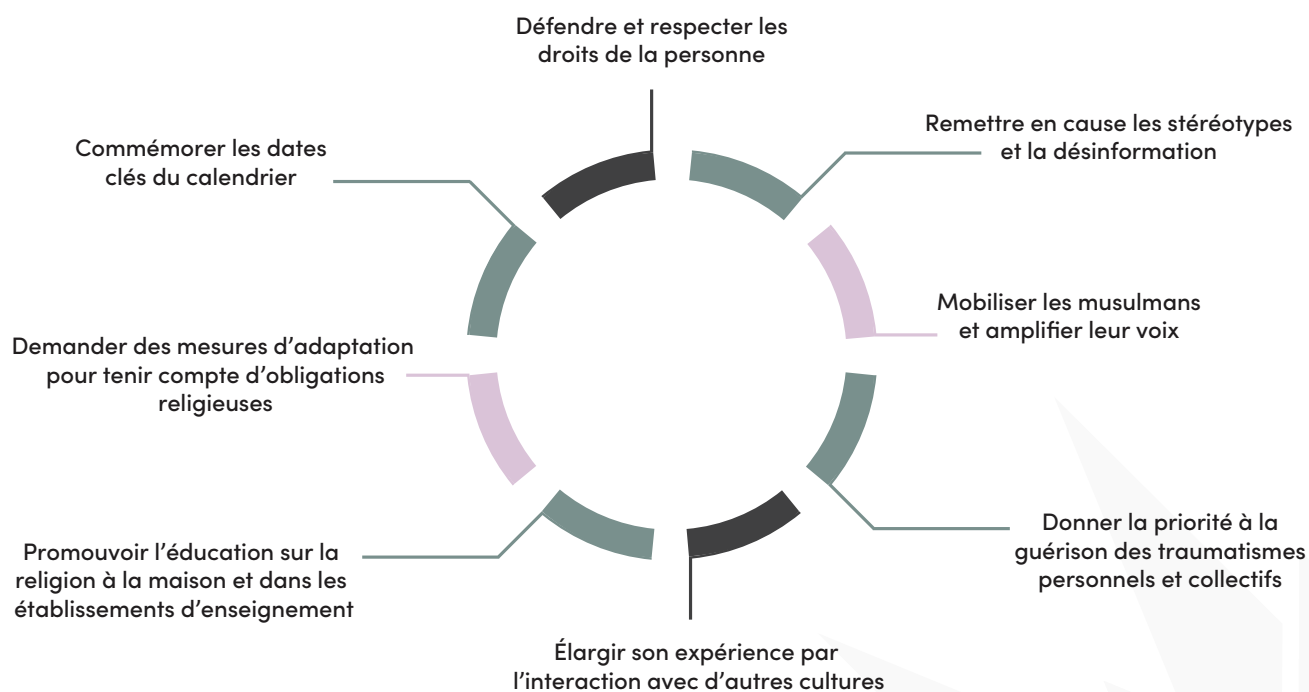 Défendre et respecter les
droits de la personne
Remettre en cause les stéréotypes
et la désinformation
Mobiliser les musulmans
et amplifier leur voix
Donner la priorité à la
guérison des traumatismes
personnels et collectifs
Élargir son expérience par
l'interaction avec d'autres cultures
Promouvoir l'éducation sur la
religion à la maison et dans les
établissements d'enseignement
Demander des mesures d'adaptation
pour tenir compte d'obligations
religieuses
Commémorer les dates
clés du calendrier